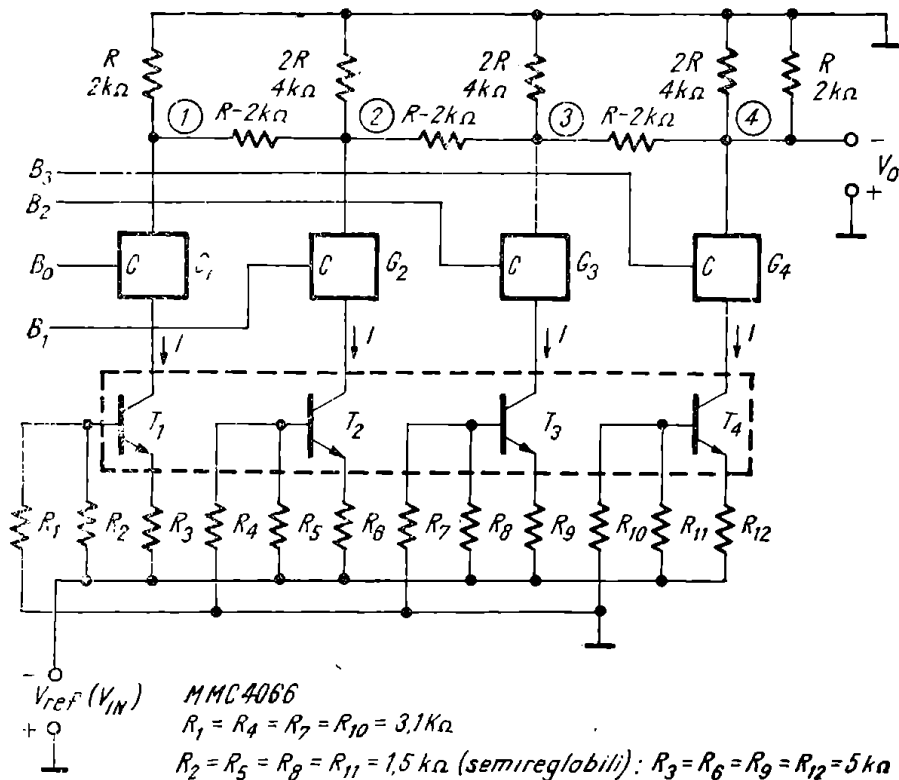 R 2kΩ
2R 4kΩ
2R 4kΩ
2R 4kΩ
R 2kΩ
1
R-2kΩ
2
R-2kΩ
3
R-2kΩ
4
-
V0
+
B3
B2
B0
B1
C
C
G2
C
G3
C
G4
I
I
I
I
T1
T2
T3
T4
R1
R2
R3
R4
R5
R6
R7
R8
R9
R10
R11
R12
-
Vref (VIN)
+
MMC4066
R1 = R4 = R7 = R10 = 3,1KΩ
R2 = R5 = R8 = R11 = 1,5 kΩ (semireglobili) : R3 = R6 = R9 = R12 = 5kΩ